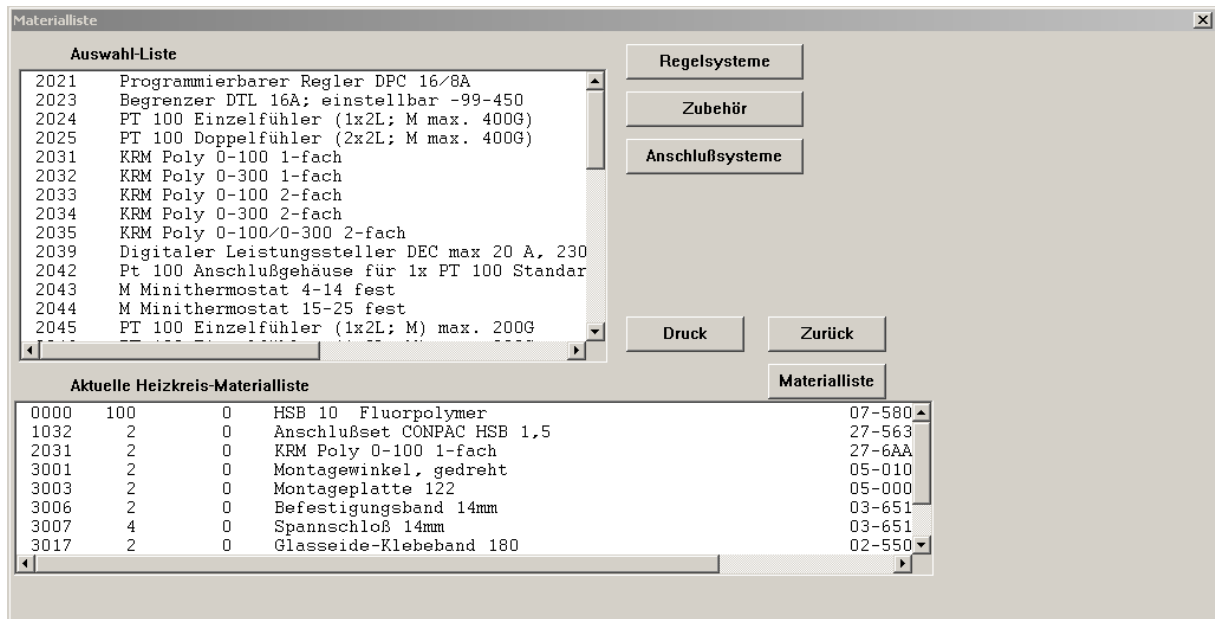 Materialliste
Auswahl-Liste
2021 Programmierbarer Regler DPC 16/8A
2023 Begrenzer DTL 16A; einstellbar -99-450
2024 PT 100 Einzelfühler (1x2L; M max. 400G)
2025 PT 100 Doppelfühler (2x2L; M max. 400G)
2031 KRM Poly 0-100 1-fach
2032 KRM Poly 0-300 1-fach
2033 KRM Poly 0-100 2-fach
2034 KRM Poly 0-300 2-fach
2035 KRM Poly 0-100/0-300 2-fach
2039 Digitaler Leistungssteller DEC max 20 A, 230
2042 Pt 100 Anschlußgehäuse für 1x PT 100 Standar
2043 M Minithermostat 4-14 fest
2044 M Minithermostat 15-25 fest
2045 PT 100 Einzelfühler (1x2L; M) max. 200G
Regelsysteme
Zubehör
Anschlußsysteme
Druck
Zurück
Materialliste
Aktuelle Heizkreis-Materialliste
0000 100 0 HSB 10 Fluorpolymer 07-580
1032 2 0 Anschlußset CONPAC HSB 1,5 27-563
2031 2 0 KRM Poly 0-100 1-fach 27-6AA
3001 2 0 Montagewinkel, gedreht 05-010
3003 2 0 Montageplatte 122 05-000
3006 2 0 Befestigungsband 14mm 03-651
3007 4 0 Spannschloß 14mm 03-651
3017 2 0 Glasseide-Klebeband 180 02-550